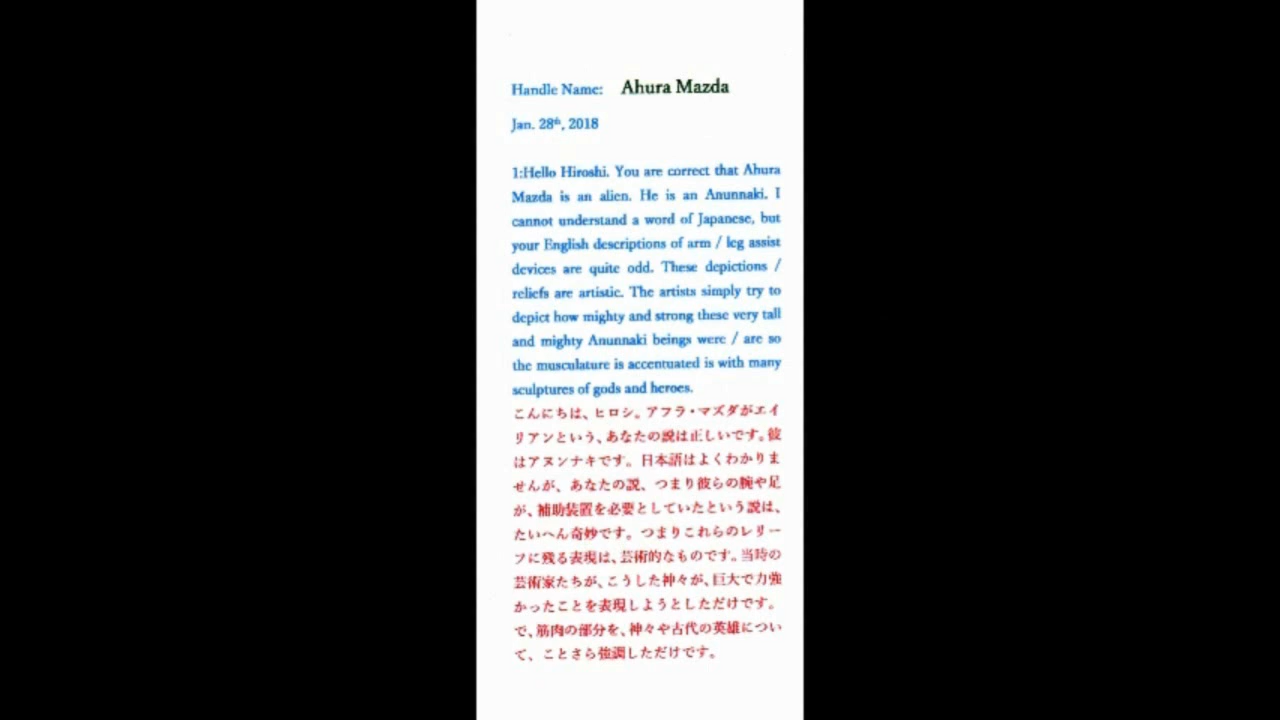 Handle Name: Ahura Mazda
Jan. 28th, 2018
1:Hello Hiroshi. You are correct that Ahura
Mazda is an alien. He is an Anunnaki. I
cannot understand a word of Japanese, but
your English descriptions of arm / leg assist
devices are quite odd. These depictions /
reliefs are artistic. The artists simply try to
depict how mighty and strong these very tall
and mighty Anunnaki beings were / are so
the musculature is accentuated is with many
sculptures of gods and heroes.
こんにちは、ヒロシ。アフラ・マズダがエイ
リアンという、あなたの説は正しいです。彼
はアヌンナキです。日本語はよくわかりま
せんが、あなたの説、つまり彼らの腕や足
が、補助装置を必要としていたという説は、
たいへん奇妙です。つまりこれらのレリー
フに残る表現は、芸術的なものです。当時の
芸術家たちが、こうした神々が、巨大で力強
かったことを表現しようとしただけです。
で、筋肉の部分を、神々や古代の英雄につい
て、ことさら強調しただけです。